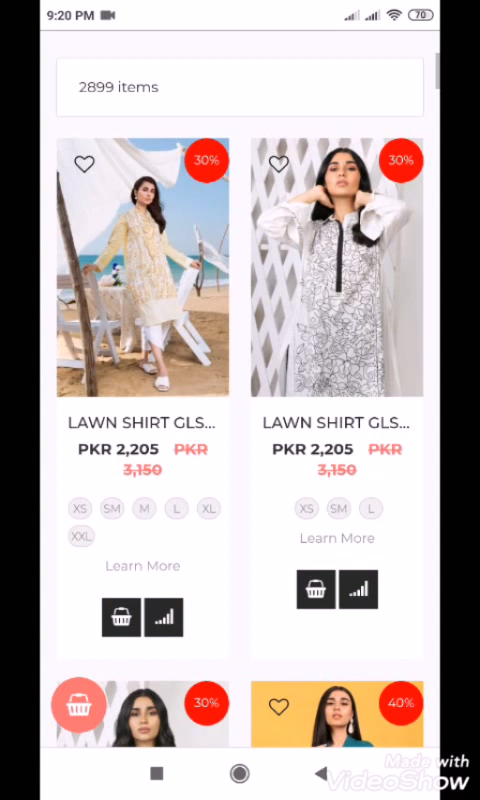 9:20 PM
70
2899 items
30%
30%
LAWN SHIRT GLS...
PKR 2,205 PKR
3,150
XS SM M L XL
XXL
Learn More
LAWN SHIRT GLS...
PKR 2,205 PKR
3,150
XS SM L
Learn More
30%
40%
Made with
VideoShow